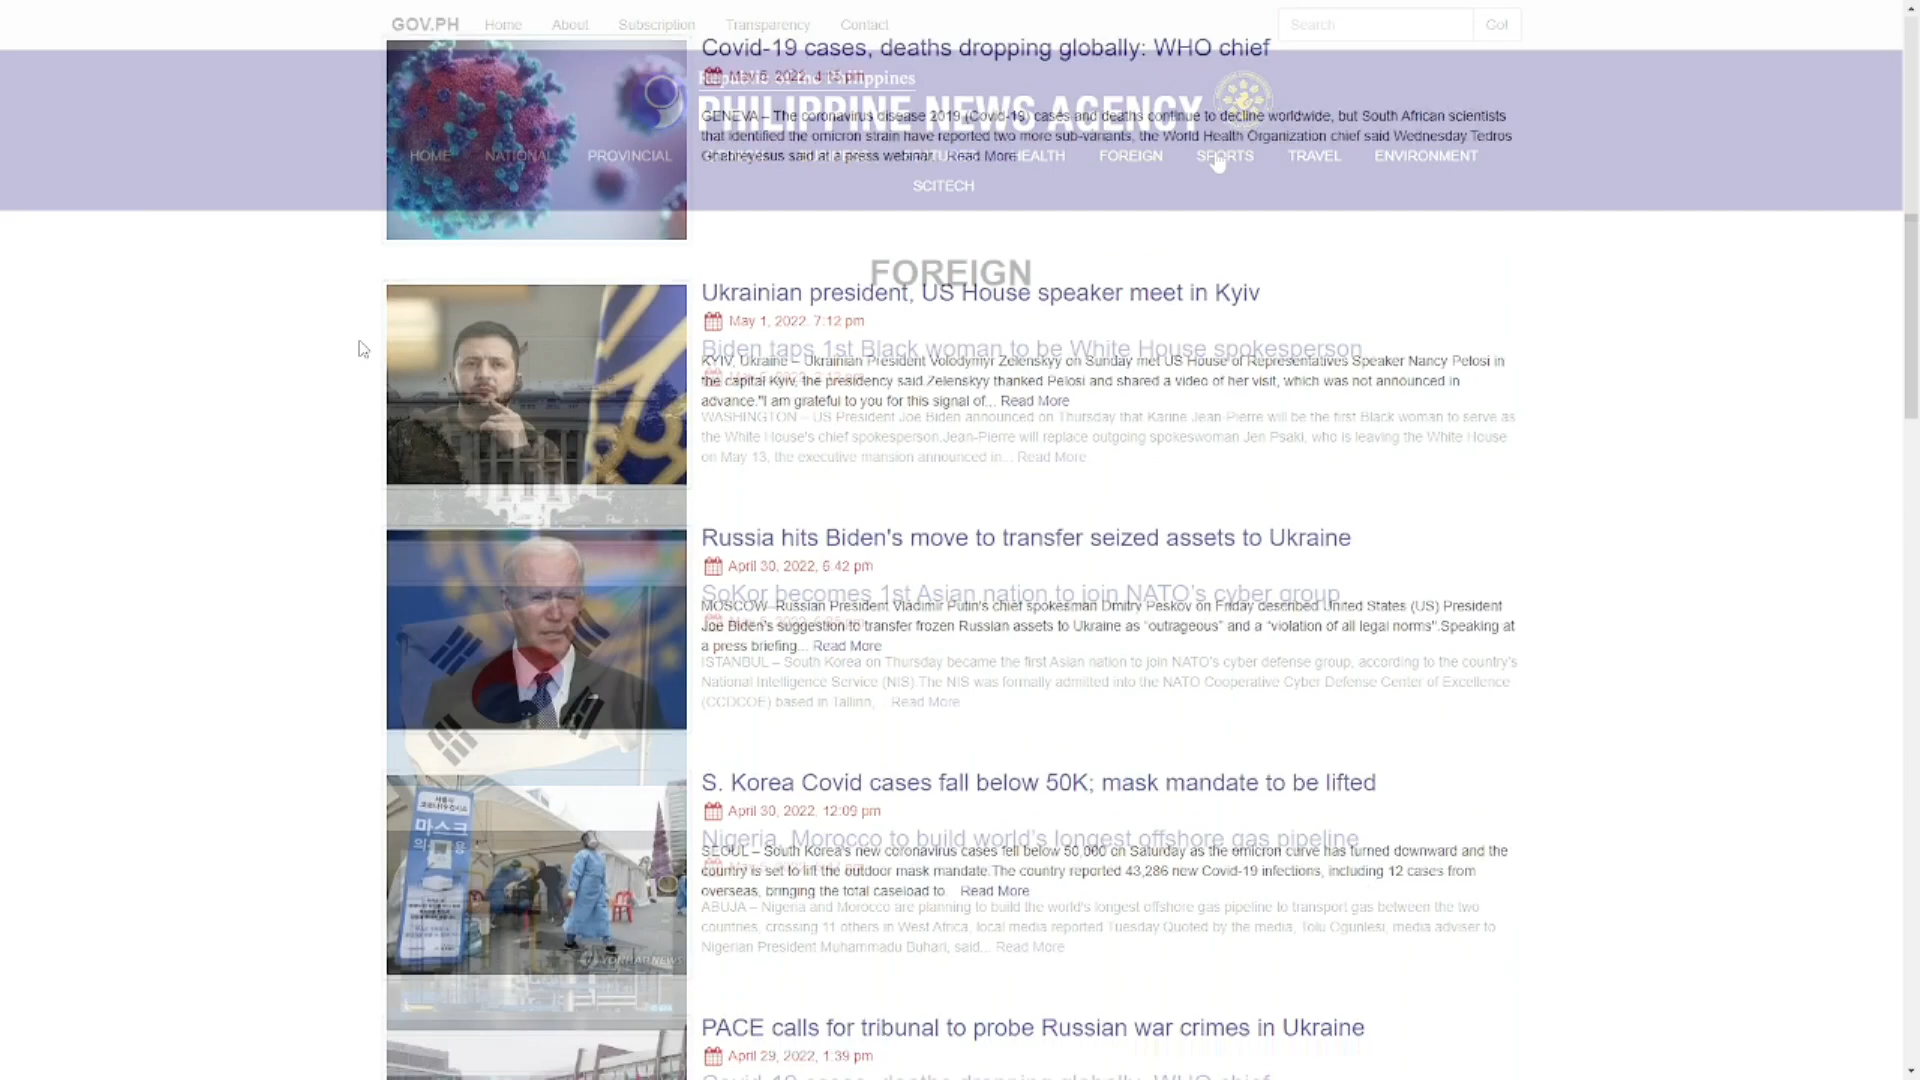 GOV.PH Home About Subscription Transparency Contact
Search Go!
Covid-19 cases, deaths dropping globally: WHO chief
May 5, 2022, 4:15 pm
Republic of the Philippines
PHILIPPINE NEWS AGENCY
GENEVA – The coronavirus disease 2019 (Covid-19) cases and deaths continue to decline worldwide, but South African scientists
that identified the omicron strain have reported two more sub-variants, the World Health Organization chief said Wednesday Tedros
Ghebreyesus said at a press webinar. Read More
HOME NATIONAL PROVINCIAL HEALTH FOREIGN SPORTS TRAVEL ENVIRONMENT
SCITECH
FOREIGN
Ukrainian president, US House speaker meet in Kyiv
May 1, 2022, 7:12 pm
Biden taps 1st Black woman to be White House spokesperson
KYIV, Ukraine – Ukrainian President Volodymyr Zelenskyy on Sunday met US House of Representatives Speaker Nancy Pelosi in
the capital Kyiv, the presidency said.Zelenskyy thanked Pelosi and shared a video of her visit, which was not announced in
advance."I am grateful to you for this signal of... Read More
WASHINGTON – US President Joe Biden announced on Thursday that Karine Jean-Pierre will be the first Black woman to serve as
the White House's chief spokesperson.Jean-Pierre will replace outgoing spokeswoman Jen Psaki, who is leaving the White House
on May 13, the executive mansion announced in... Read More
Russia hits Biden's move to transfer seized assets to Ukraine
April 30, 2022, 6:42 pm
SoKor becomes 1st Asian nation to join NATO's cyber group
MOSCOW–Russian President Vladimir Putin's chief spokesman Dmitry Peskov on Friday described United States (US) President
Joe Biden's suggestion to transfer frozen Russian assets to Ukraine as "outrageous" and a "violation of all legal norms".Speaking at
a press briefing... Read More
ISTANBUL – South Korea on Thursday became the first Asian nation to join NATO's cyber defense group, according to the country's
National Intelligence Service (NIS).The NIS was formally admitted into the NATO Cooperative Cyber Defense Center of Excellence
(CCDCOE) based in Tallinn,... Read More
S. Korea Covid cases fall below 50K; mask mandate to be lifted
April 30, 2022, 12:09 pm
마스크
Nigeria, Morocco to build world's longest offshore gas pipeline
SEOUL – South Korea's new coronavirus cases fell below 50,000 on Saturday as the omicron curve has turned downward and the
country is set to lift the outdoor mask mandate.The country reported 43,286 new Covid-19 infections, including 12 cases from
overseas, bringing the total caseload to... Read More
ABUJA – Nigeria and Morocco are planning to build the world's longest offshore gas pipeline to transport gas between the two
countries, crossing 11 others in West Africa, local media reported Tuesday.Quoted by the media, Tolu Ogunlesi, media adviser to
Nigerian President Muhammadu Buhari, said... Read More
YONHAP NEWS
PACE calls for tribunal to probe Russian war crimes in Ukraine
April 29, 2022, 1:39 pm
Covid-19 cases, deaths dropping globally: WHO chief